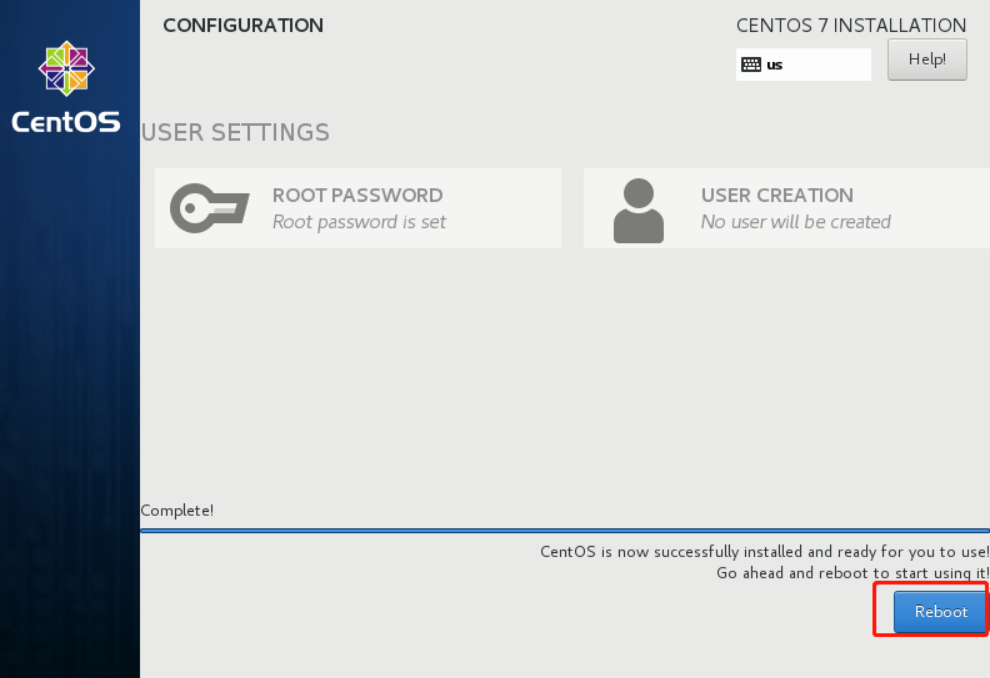 CONFIGURATION
CENTOS 7 INSTALLATION
us
Help!
CentOS
USER SETTINGS
ROOT PASSWORD
Root password is set
USER CREATION
No user will be created
Complete!
CentOS is now successfully installed and ready for you to use!
Go ahead and reboot to start using it!
Reboot